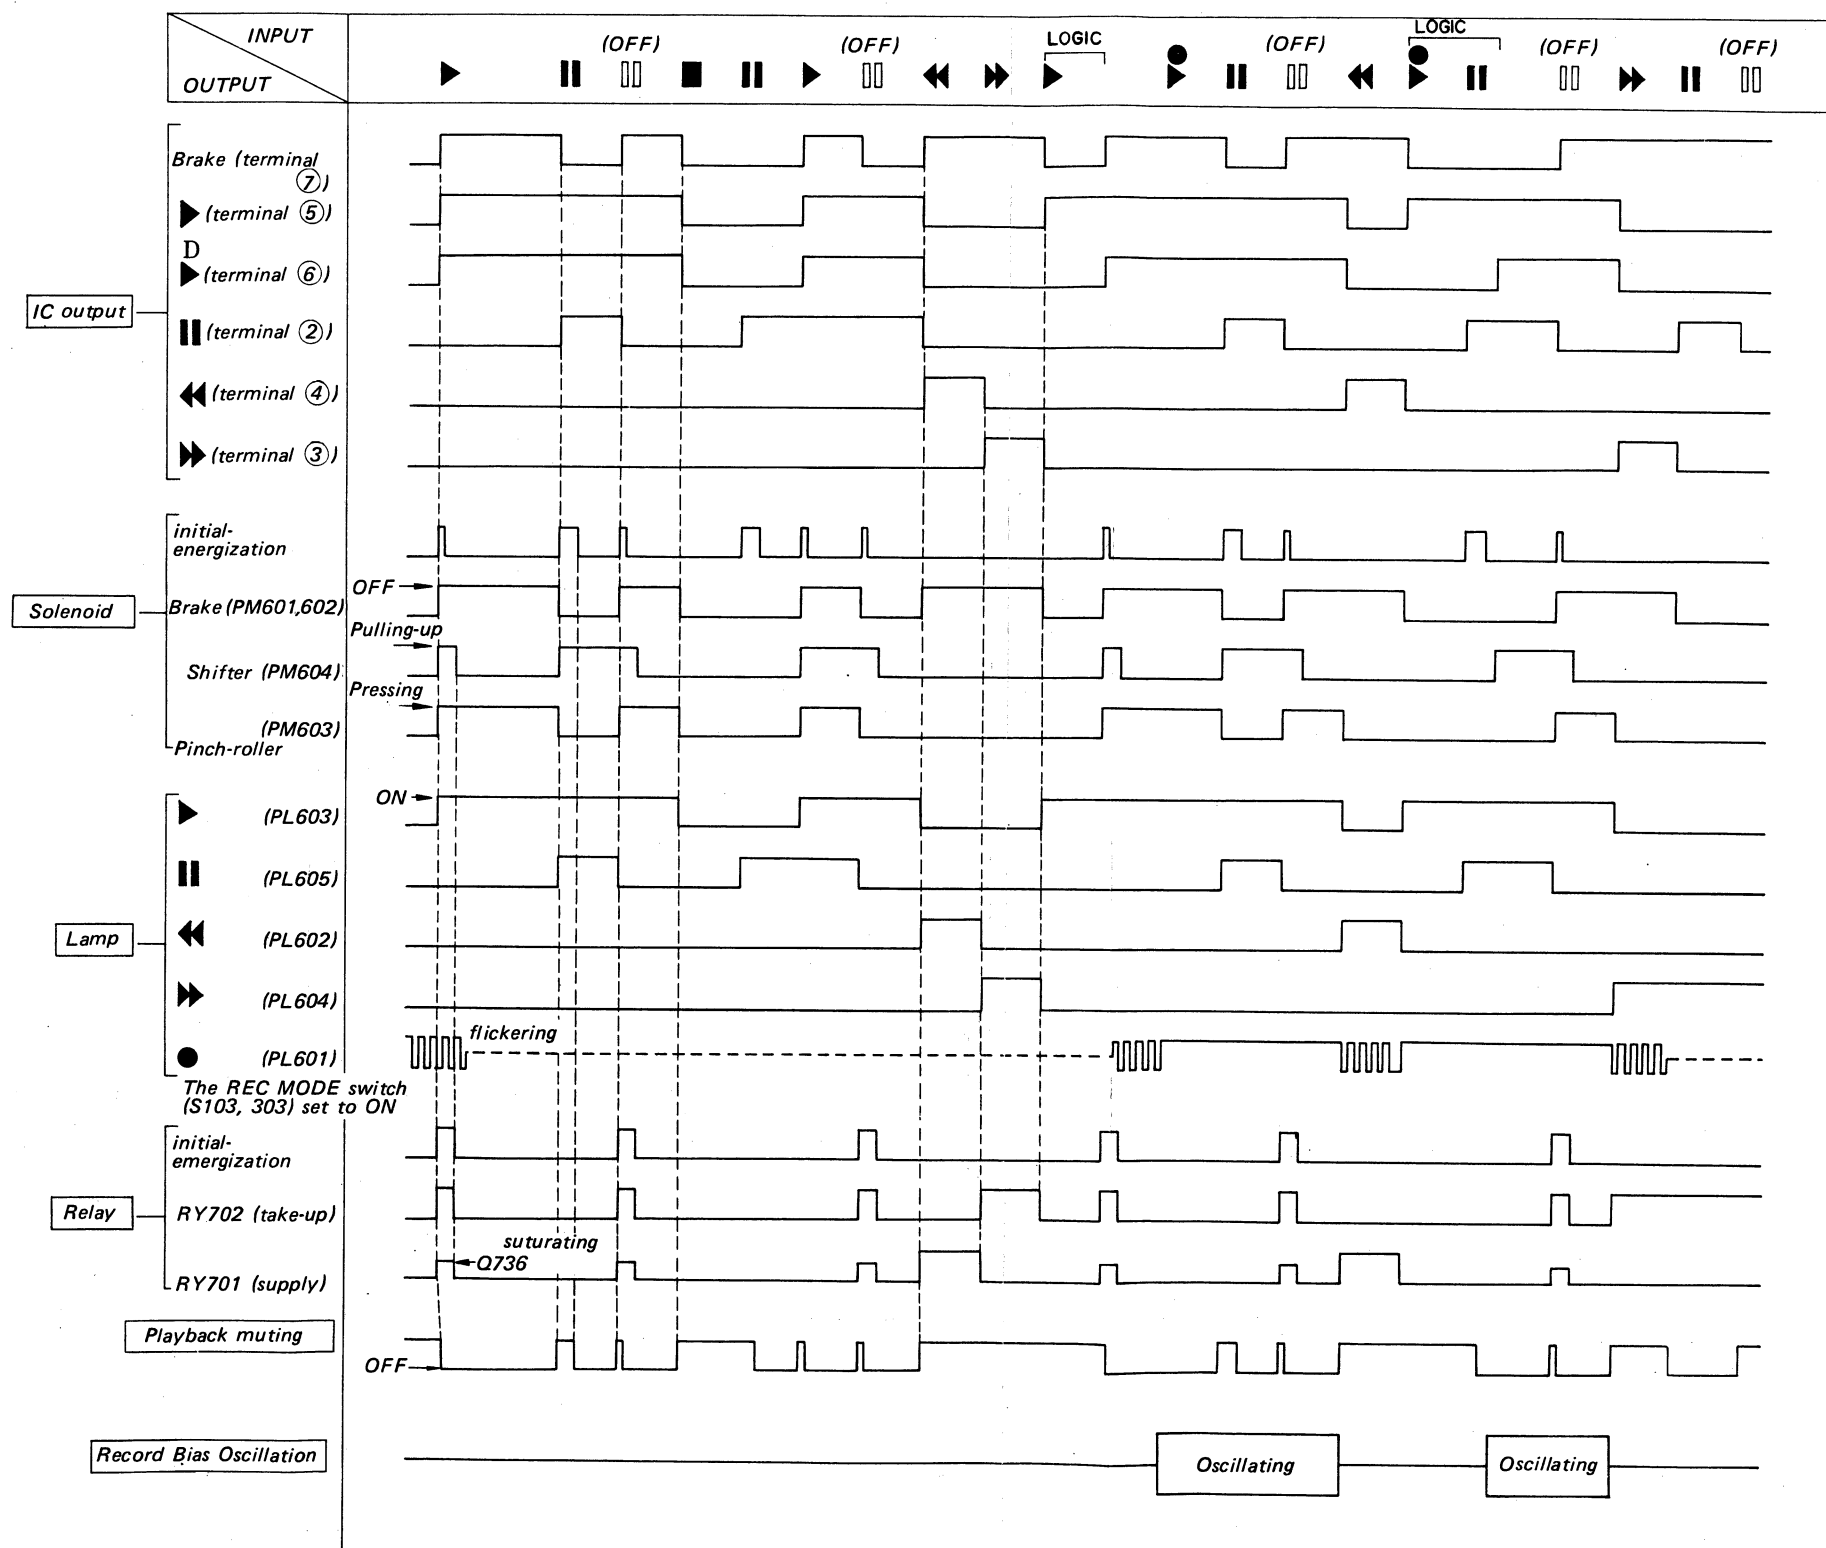 INPUT
OUTPUT
(OFF)
(OFF)
LOGIC
(OFF)
LOGIC
(OFF)
(OFF)
IC output
Brake (terminal
⑦)
▶ (terminal ⑤)
D
▶ (terminal ⑥)
(terminal ②)
◀◀ (terminal ④)
▶▶ (terminal ③)
Solenoid
initial-
energization
OFF
Brake (PM601,602)
Pulling-up
Shifter (PM604)
Pressing
(PM603)
Pinch-roller
Lamp
ON
▶ (PL603)
(PL605)
◀◀ (PL602)
▶▶ (PL604)
flickering
● (PL601)
The REC MODE switch
(S103, 303) set to ON
Relay
initial-
emergization
RY702 (take-up)
suturating
Q736
RY701 (supply)
Playback muting
OFF
Record Bias Oscillation
Oscillating
Oscillating